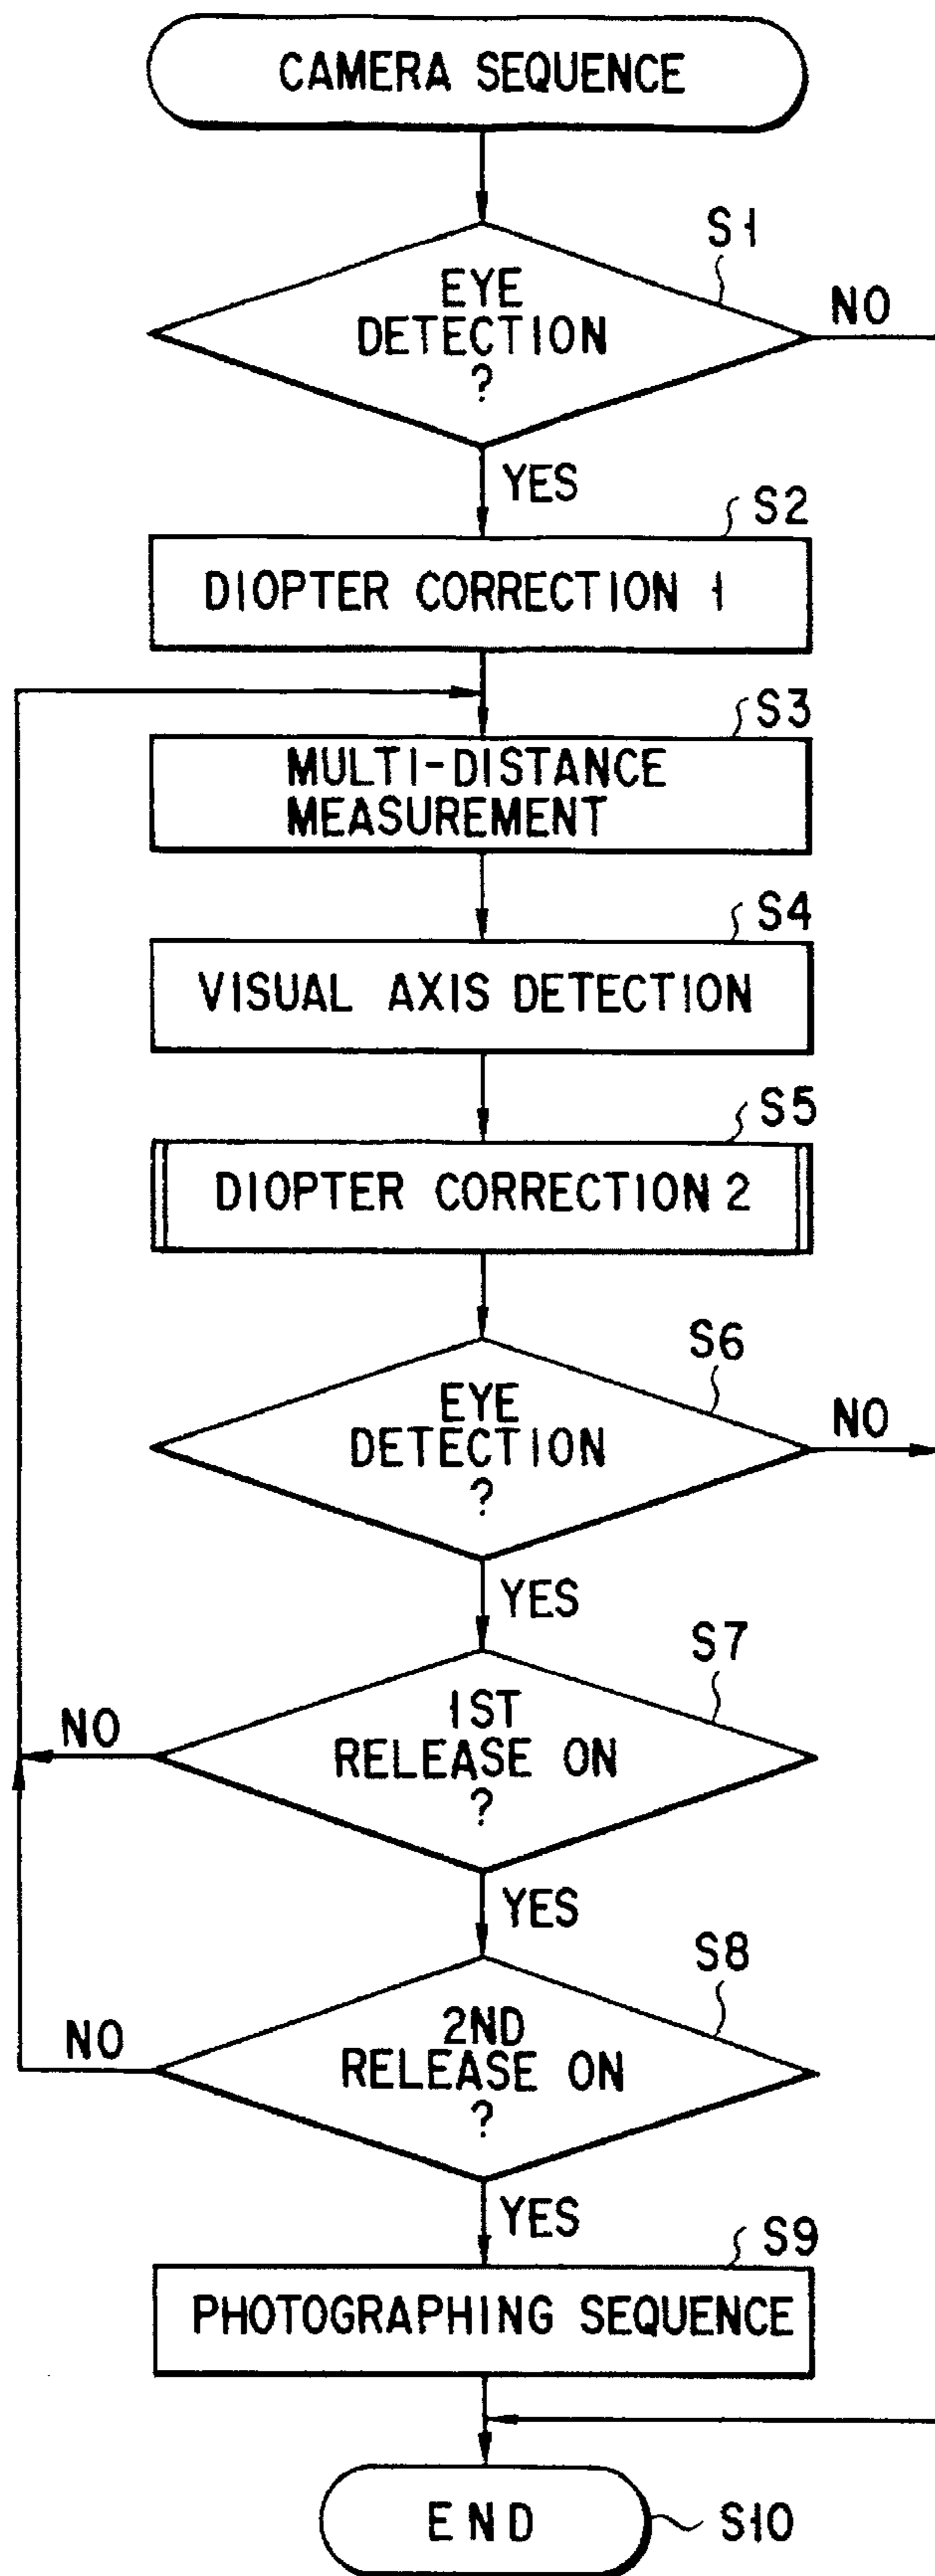 CAMERA SEQUENCE
S1
EYE
DETECTION
?
NO
YES
S2
DIOPTER CORRECTION 1
S3
MULTI-DISTANCE
MEASUREMENT
S4
VISUAL AXIS DETECTION
S5
DIOPTER CORRECTION 2
S6
EYE
DETECTION
?
NO
YES
S7
1ST
RELEASE ON
?
NO
YES
S8
2ND
RELEASE ON
?
NO
YES
S9
PHOTOGRAPHING SEQUENCE
END
S10